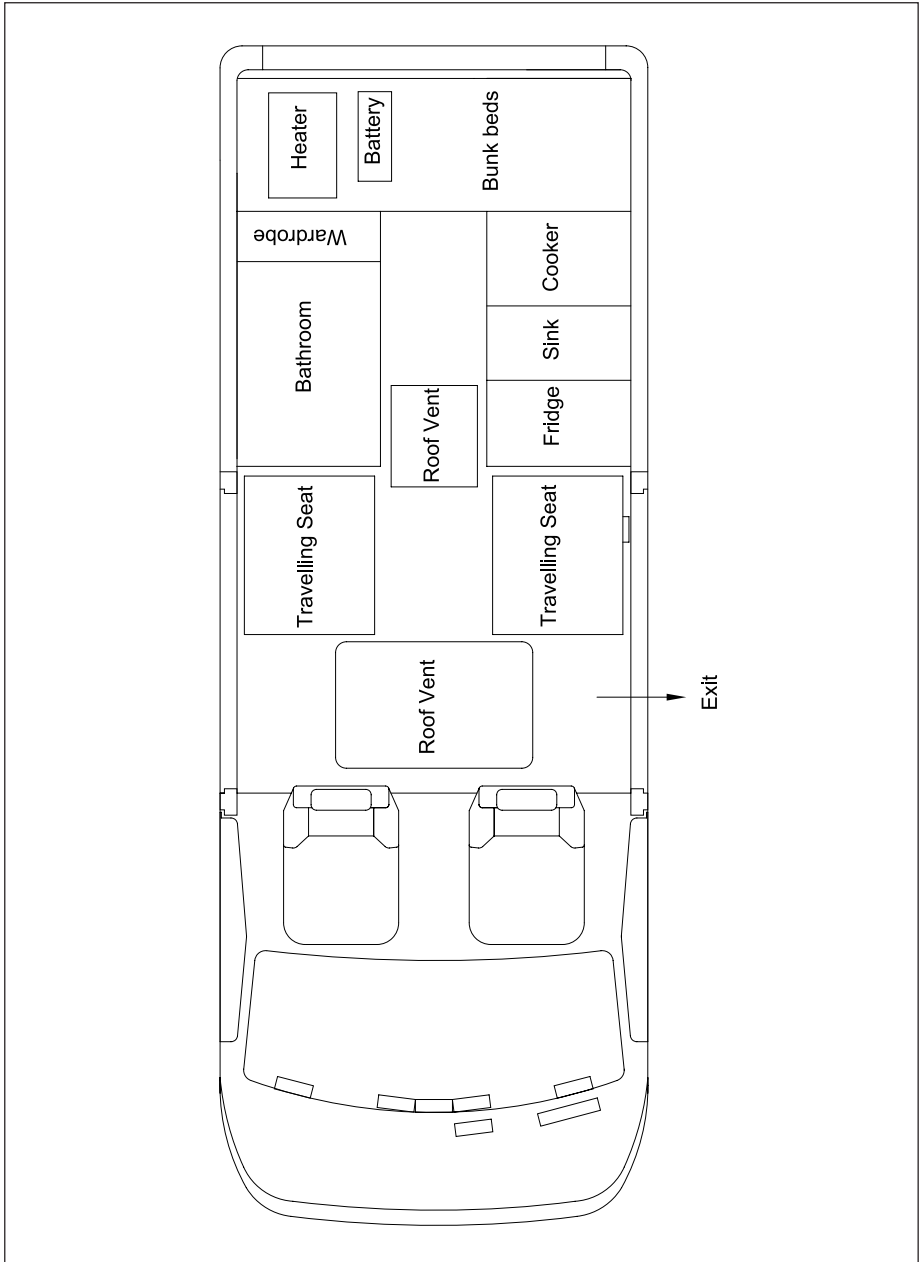 Heater
Battery
Bunk beds
Wardrobe
Bathroom
Cooker
Sink
Fridge
Roof Vent
Travelling Seat
Travelling Seat
Roof Vent
Exit